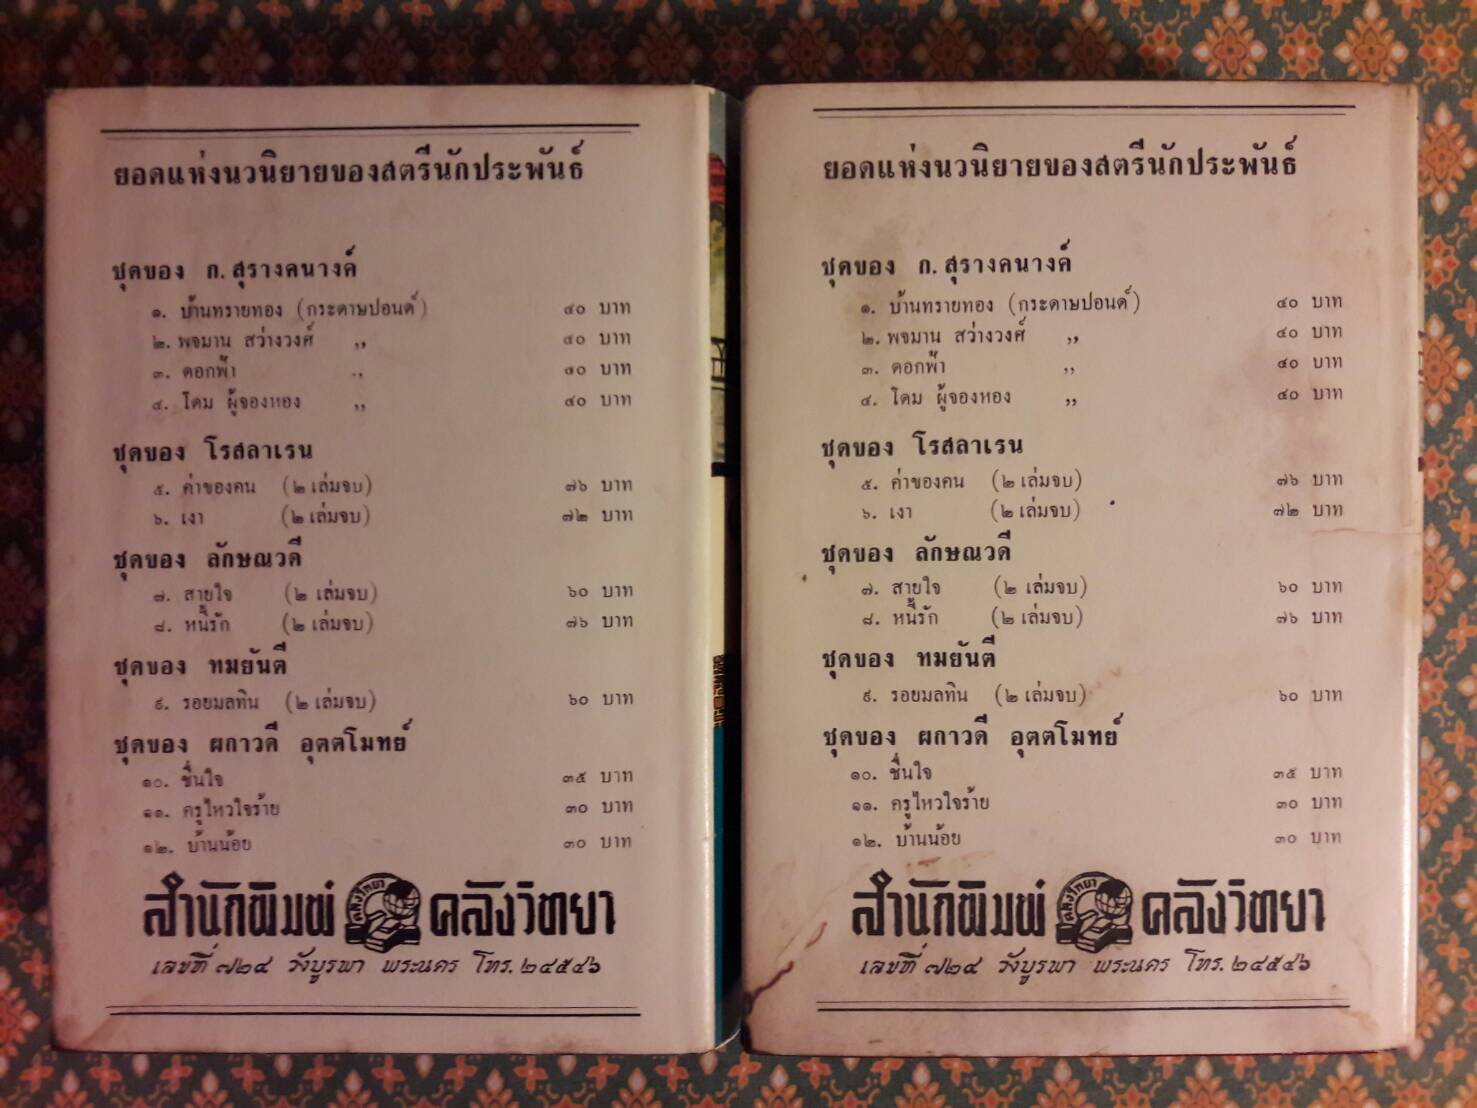 ยอดแห่งนวนิยายของสตรีนักประพันธ์
ชุดของ ก. สุรางคนางค์
๑. บ้านทรายทอง (กระดาษปอนด์) ๔๐ บาท
๒. พจมาน สว่างวงศ์ ,, ๔๐ บาท
๓. ดอกฟ้า ,, ๔๐ บาท
๔. โดม ผู้จองหอง ,, ๔๐ บาท
ชุดของ โรสลาเรน
๕. ค่าของคน (๒ เล่มจบ) ๗๖ บาท
๖. เงา (๒ เล่มจบ) ๗๒ บาท
ชุดของ ลักษณวดี
๗. สายใจ (๒ เล่มจบ) ๖๐ บาท
๘. หนี้รัก (๒ เล่มจบ) ๗๖ บาท
ชุดของ ทมยันตี
๙. รอยมลทิน (๒ เล่มจบ) ๖๐ บาท
ชุดของ ผกาวดี อุตตโมทย์
๑๐. ชื่นใจ ๓๕ บาท
๑๑. ครูไหวใจร้าย ๓๐ บาท
๑๒. บ้านน้อย ๓๐ บาท
สำนักพิมพ์ คลังวิทยา คลังวิทยา
เลขที่ ๗๒๔ วังบูรพา พระนคร โทร. ๒๔๕๔๖
ยอดแห่งนวนิยายของสตรีนักประพันธ์
ชุดของ ก. สุรางคนางค์
๑. บ้านทรายทอง (กระดาษปอนด์) ๔๐ บาท
๒. พจมาน สว่างวงศ์ ,, ๔๐ บาท
๓. ดอกฟ้า ,, ๔๐ บาท
๔. โดม ผู้จองหอง ,, ๔๐ บาท
ชุดของ โรสลาเรน
๕. ค่าของคน (๒ เล่มจบ) ๗๖ บาท
๖. เงา (๒ เล่มจบ) ๗๒ บาท
ชุดของ ลักษณวดี
๗. สายใจ (๒ เล่มจบ) ๖๐ บาท
๘. หนี้รัก (๒ เล่มจบ) ๗๖ บาท
ชุดของ ทมยันตี
๙. รอยมลทิน (๒ เล่มจบ) ๖๐ บาท
ชุดของ ผกาวดี อุตตโมทย์
๑๐. ชื่นใจ ๓๕ บาท
๑๑. ครูไหวใจร้าย ๓๐ บาท
๑๒. บ้านน้อย ๓๐ บาท
สำนักพิมพ์ คลังวิทยา คลังวิทยา
เลขที่ ๗๒๔ วังบูรพา พระนคร โทร. ๒๔๕๔๖